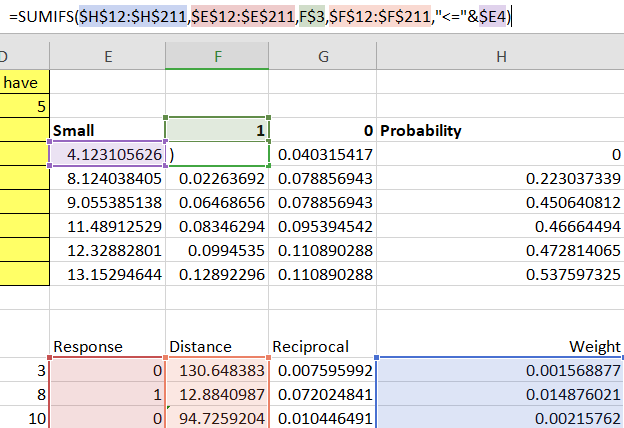 =SUMIFS($H$12:$H$211,$E$12:$E$211,F$3,$F$12:$F$211,"<="&$E4)
D E F G H
have
5
Small 1 0 Probability
4.123105626 ) 0.040315417 0
8.124038405 0.02263692 0.078856943 0.223037339
9.055385138 0.06468656 0.078856943 0.450640812
11.48912529 0.08346294 0.095394542 0.46664494
12.32882801 0.0994535 0.110890288 0.472814065
13.15294644 0.12892296 0.110890288 0.537597325
Response Distance Reciprocal Weight
3 0 130.648383 0.007595992 0.001568877
8 1 12.8840987 0.072024841 0.014876021
10 0 94.7259204 0.010446491 0.00215762